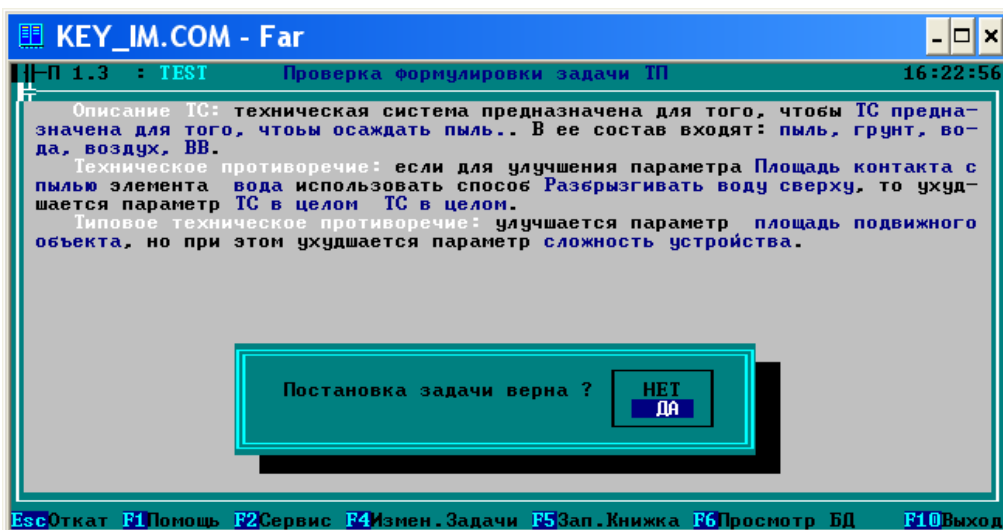 KEY_IM.COM - Far
П 1.3 : TEST Проверка формулировки задачи ТП 16:22:56
Описание ТС: техническая система предназначена для того, чтобы ТС предна-
значена для того, чтоьы осаждать пыль.. В ее состав входят: пыль, грунт, во-
да, воздух, ВВ.
Техническое противоречие: если для улучшения параметра Площадь контакта с
пылью элемента вода использовать способ Разбрызгивать воду сверху, то ухуд-
шается параметр ТС в целом ТС в целом.
Типовое техническое противоречие: улучшается параметр площадь подвижного
объекта, но при этом ухудшается параметр сложность устройства.
Постановка задачи верна ? НЕТ
ДА
EscОткат F1Помощь F2Сервис F4Измен.Задачи F5Зап.Книжка F6Просмотр БД F10Выход